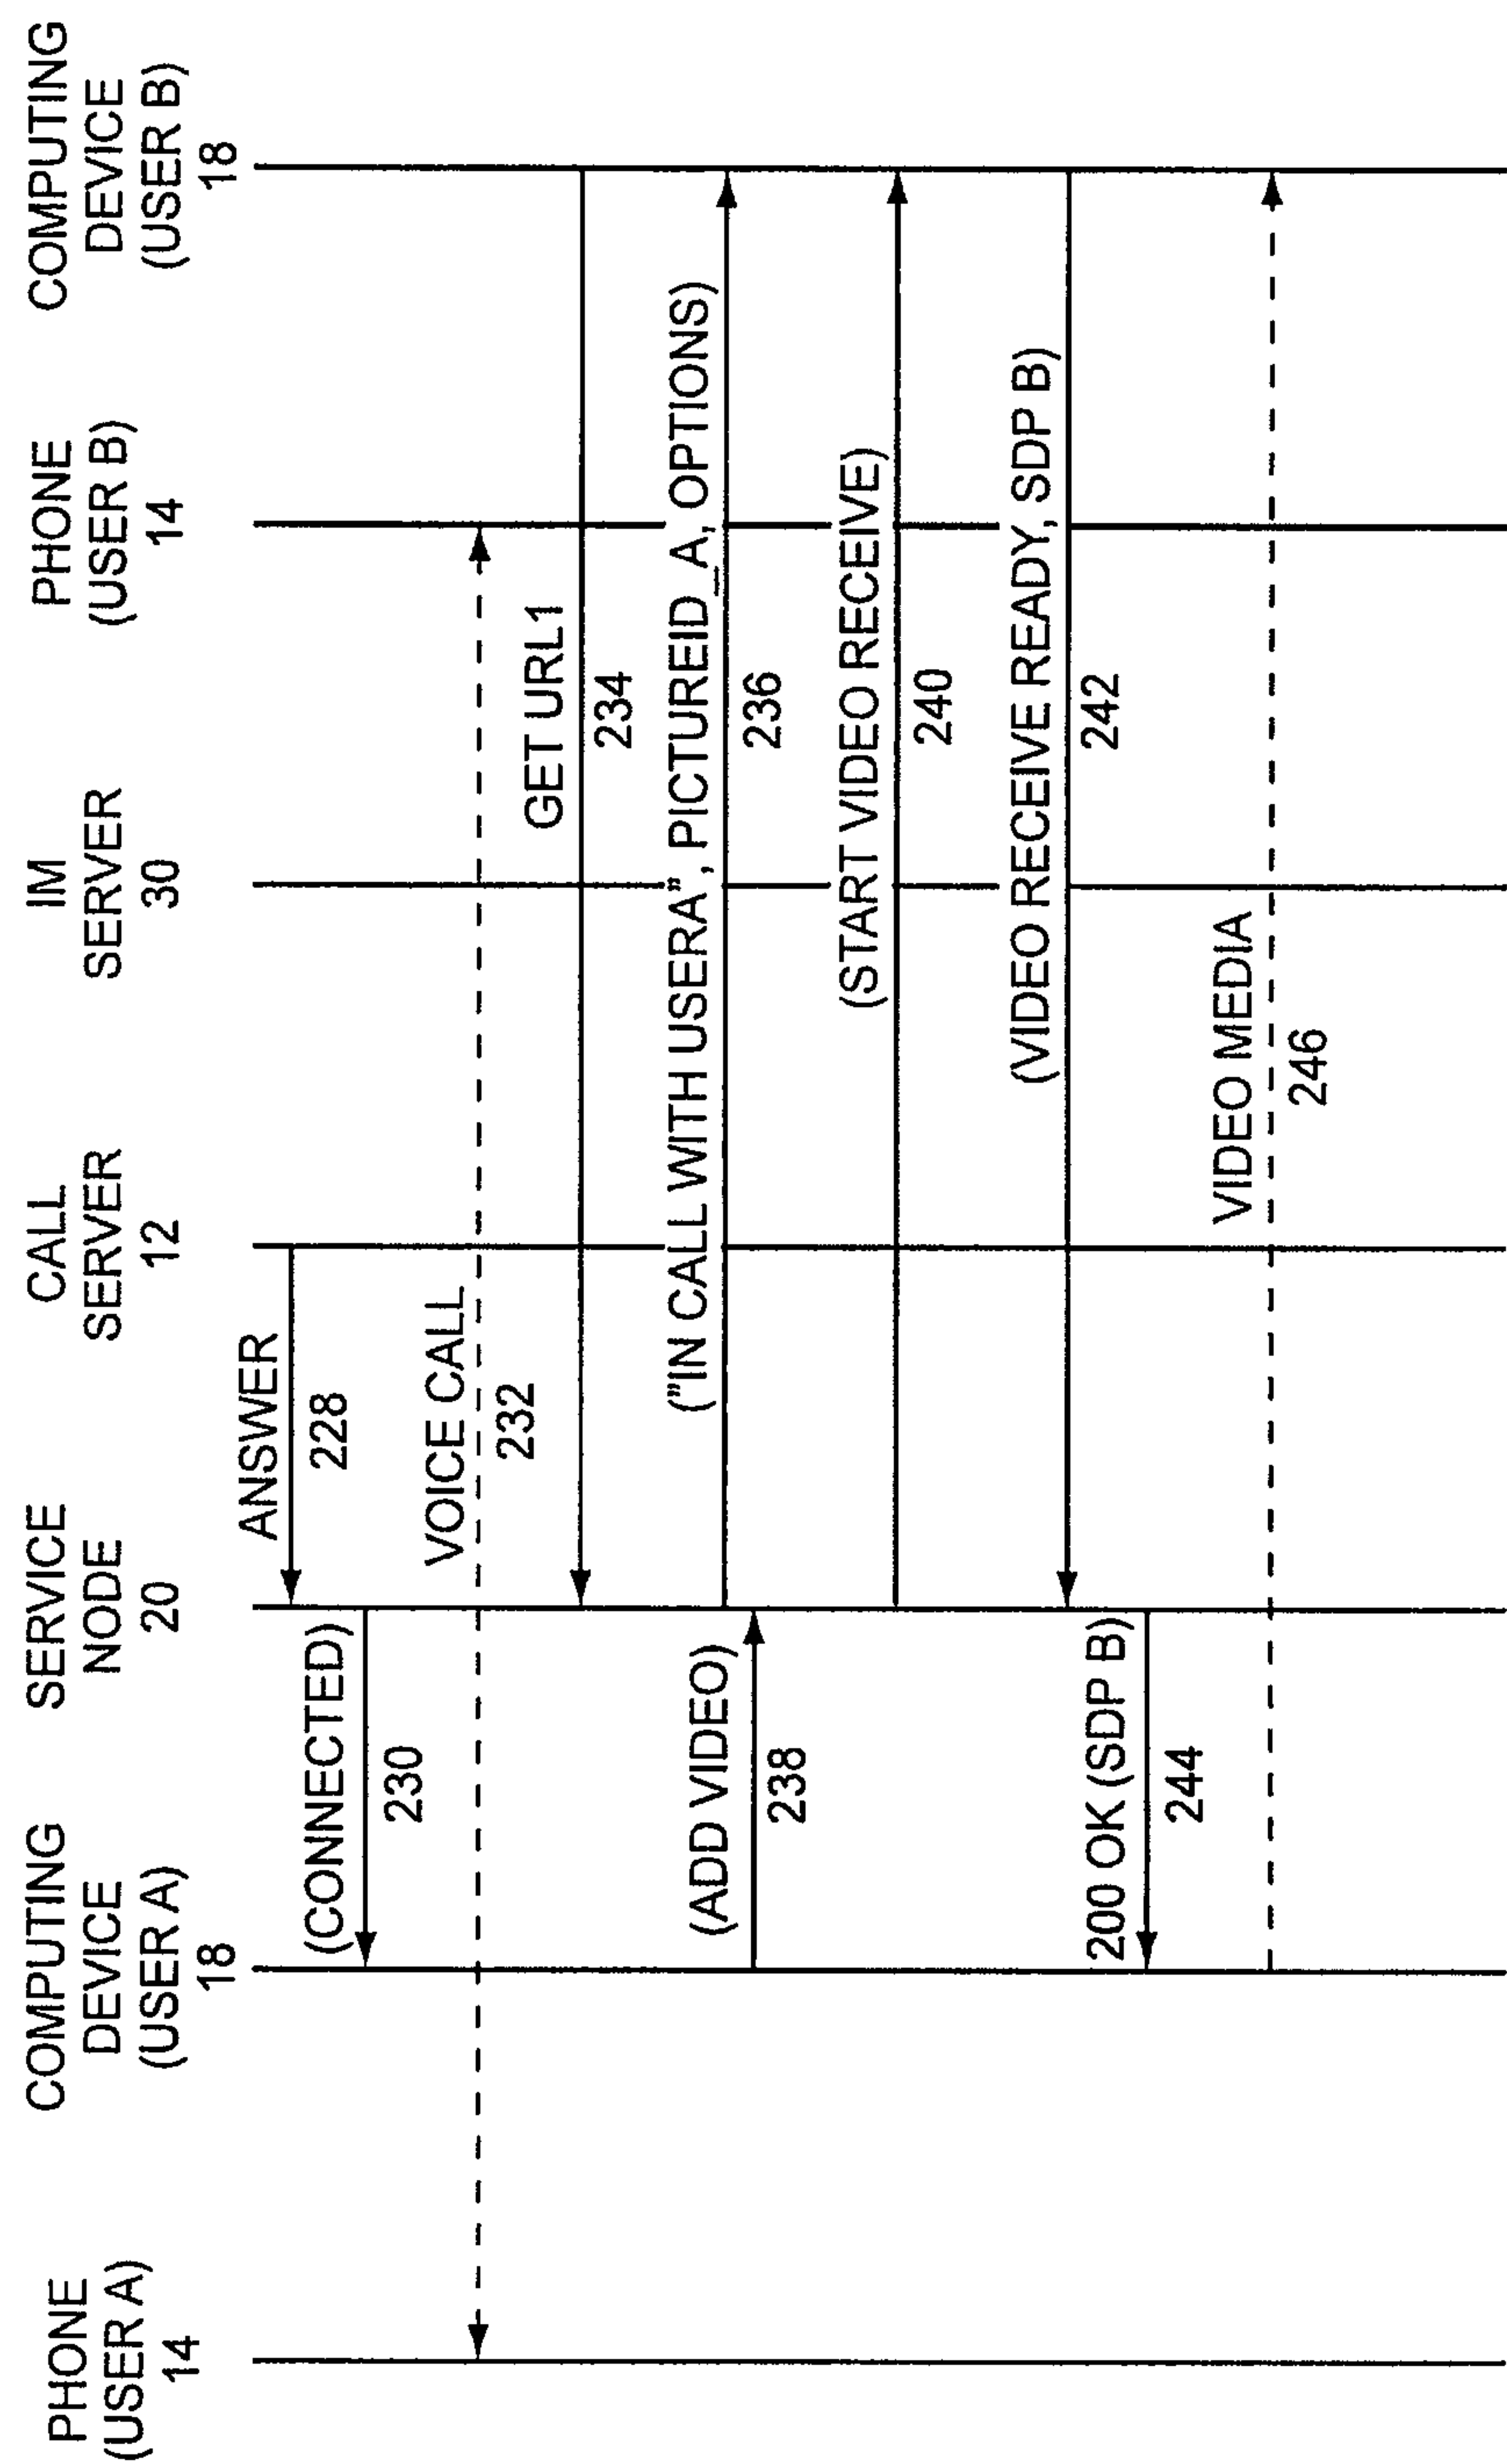 PHONE
(USER A)
14
COMPUTING
DEVICE
(USER A)
18
SERVICE
NODE
20
CALL
SERVER
12
IM
SERVER
30
PHONE
(USER B)
14
COMPUTING
DEVICE
(USER B)
18
ANSWER
228
(CONNECTED)
230
VOICE CALL
232
GET URL1
234
("IN CALL WITH USERA", PICTUREID_A, OPTIONS)
236
(ADD VIDEO)
238
(START VIDEO RECEIVE)
240
(VIDEO RECEIVE READY, SDP B)
242
200 OK (SDP B)
244
VIDEO MEDIA
246